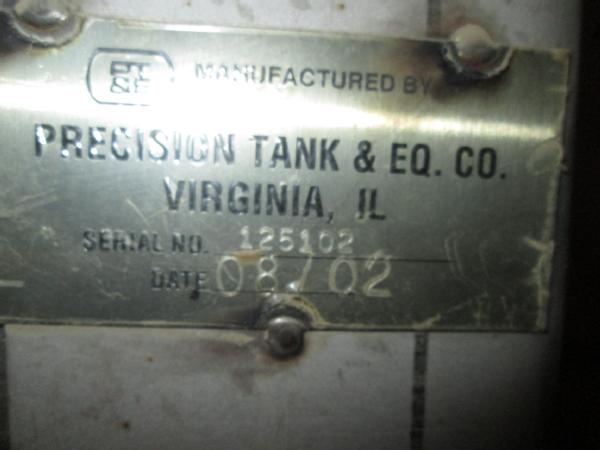 MANUFACTURED BY
PRECISION TANK & EQ. CO.
VIRGINIA, IL
SERIAL NO. 125102
DATE 08/02